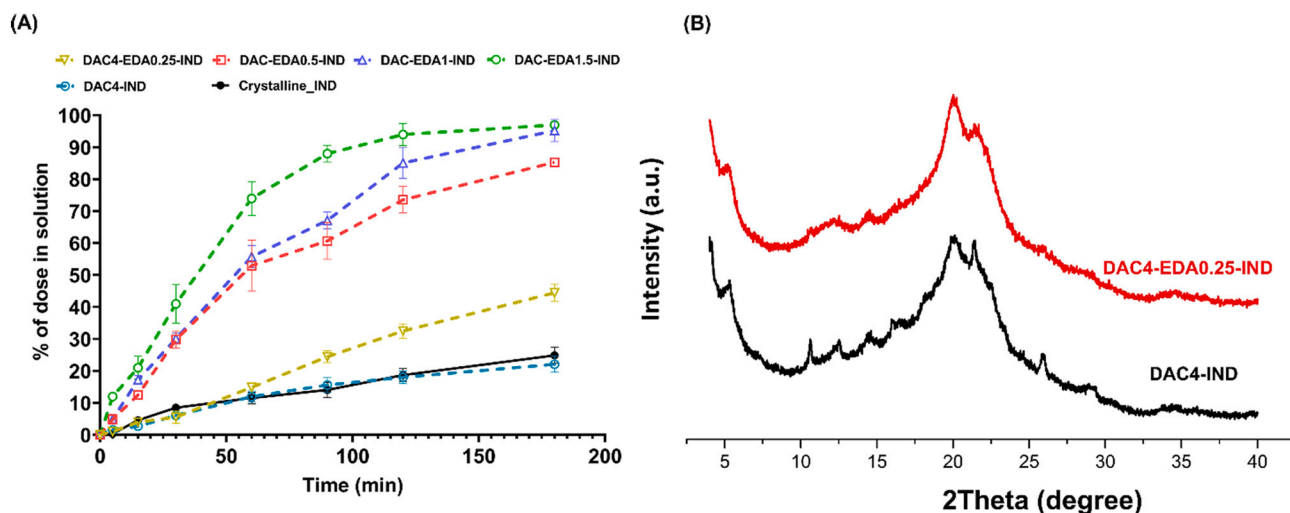 (A)
DAC4-EDA0.25-IND DAC-EDA0.5-IND DAC-EDA1-IND DAC-EDA1.5-IND
DAC4-IND Crystalline_IND
% of dose in solution
100
90
80
70
60
50
40
30
20
10
0
0 50 100 150 200
Time (min)
(B)
Intensity (a.u.)
DAC4-EDA0.25-IND
DAC4-IND
5 10 15 20 25 30 35 40
2Theta (degree)